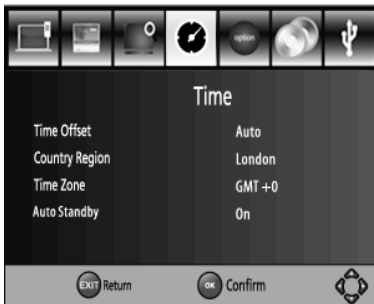 option
Time
Time Offset Auto
Country Region London
Time Zone GMT +0
Auto Standby On
EXIT Return OK Confirm